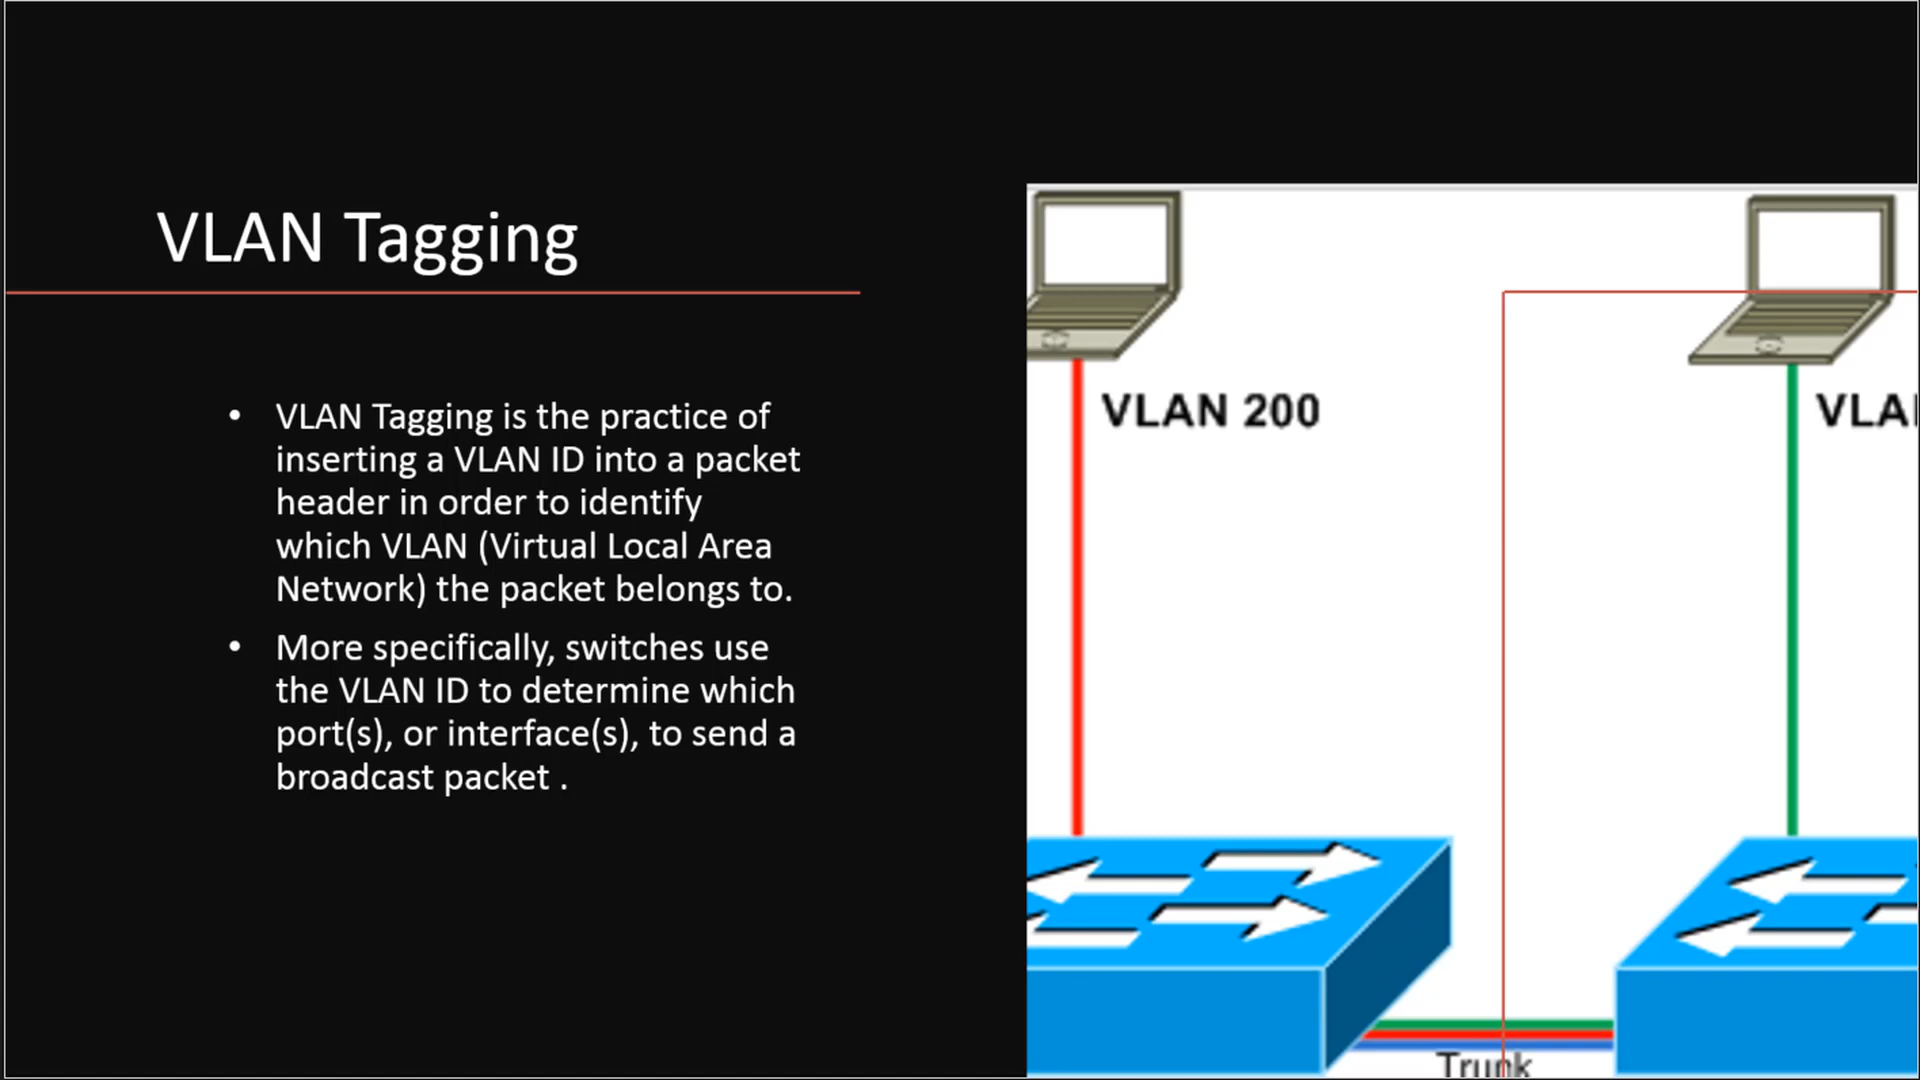 VLAN Tagging
• VLAN Tagging is the practice of
inserting a VLAN ID into a packet
header in order to identify
which VLAN (Virtual Local Area
Network) the packet belongs to.
• More specifically, switches use
the VLAN ID to determine which
port(s), or interface(s), to send a
broadcast packet .
VLAN 200
Trunk